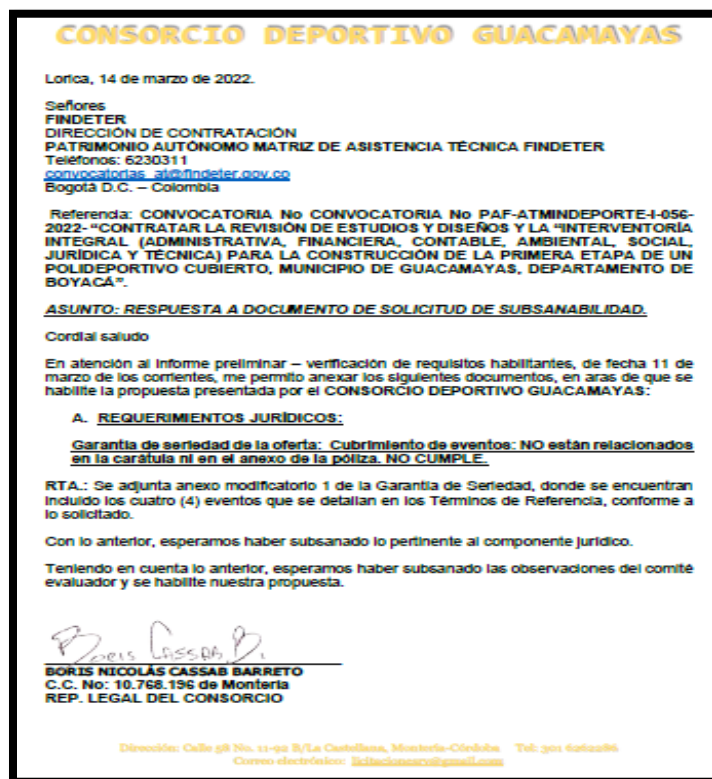 CONSORCIO DEPORTIVO GUACAMAYAS
Lorica, 14 de marzo de 2022.
Señores
FINDETER
DIRECCIÓN DE CONTRATACIÓN
PATRIMONIO AUTÓNOMO MATRIZ DE ASISTENCIA TÉCNICA FINDETER
Teléfonos: 6230311
convocatorias_at@findeter.gov.co
Bogotá D.C. – Colombia
Referencia: CONVOCATORIA No CONVOCATORIA No PAF-ATMINDEPORTE-I-056-
2022- “CONTRATAR LA REVISIÓN DE ESTUDIOS Y DISEÑOS Y LA “INTERVENTORÍA
INTEGRAL (ADMINISTRATIVA, FINANCIERA, CONTABLE, AMBIENTAL, SOCIAL,
JURÍDICA Y TÉCNICA) PARA LA CONSTRUCCIÓN DE LA PRIMERA ETAPA DE UN
POLIDEPORTIVO CUBIERTO, MUNICIPIO DE GUACAMAYAS, DEPARTAMENTO DE
BOYACÁ”.
ASUNTO: RESPUESTA A DOCUMENTO DE SOLICITUD DE SUBSANABILIDAD.
Cordial saludo
En atención al informe preliminar – verificación de requisitos habilitantes, de fecha 11 de
marzo de los corrientes, me permito anexar los siguientes documentos, en aras de que se
habilite la propuesta presentada por el CONSORCIO DEPORTIVO GUACAMAYAS:
A. REQUERIMIENTOS JURÍDICOS:
Garantía de seriedad de la oferta: Cubrimiento de eventos: NO están relacionados
en la carátula ni en el anexo de la póliza. NO CUMPLE.
RTA.: Se adjunta anexo modificatorio 1 de la Garantía de Seriedad, donde se encuentran
incluido los cuatro (4) eventos que se detallan en los Términos de Referencia, conforme a
lo solicitado.
Con lo anterior, esperamos haber subsanado lo pertinente al componente jurídico.
Teniendo en cuenta lo anterior, esperamos haber subsanado las observaciones del comité
evaluador y se habilite nuestra propuesta.
Boris Cassab B.
BORIS NICOLÁS CASSAB BARRETO
C.C. No: 10.768.196 de Montería
REP. LEGAL DEL CONSORCIO
Dirección: Calle 58 No. 11-92 B/La Castellana, Montería-Córdoba Tel: 301 6262286
Correo electrónico: licitacionesry@gmail.com